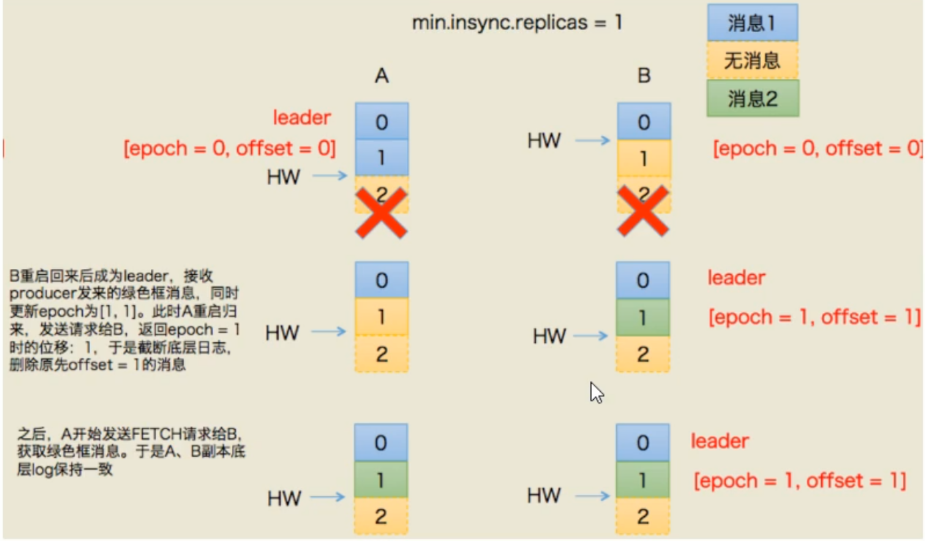 min.insync.replicas = 1
消息1
无消息
消息2
A
B
leader
[epoch = 0, offset = 0]
HW
0
1
2
HW
0
1
2
[epoch = 0, offset = 0]
B重启回来后成为leader，接收
producer发来的绿色框消息，同时
更新epoch为[1, 1]。此时A重启归
来，发送请求给B，返回epoch = 1
时的位移：1，于是截断底层日志，
删除原先offset = 1的消息
HW
0
1
2
HW
0
1
2
leader
[epoch = 1, offset = 1]
之后，A开始发送FETCH请求给B，
获取绿色框消息。于是A、B副本底
层log保持一致
HW
0
1
2
HW
0
1
2
leader
[epoch = 1, offset = 1]